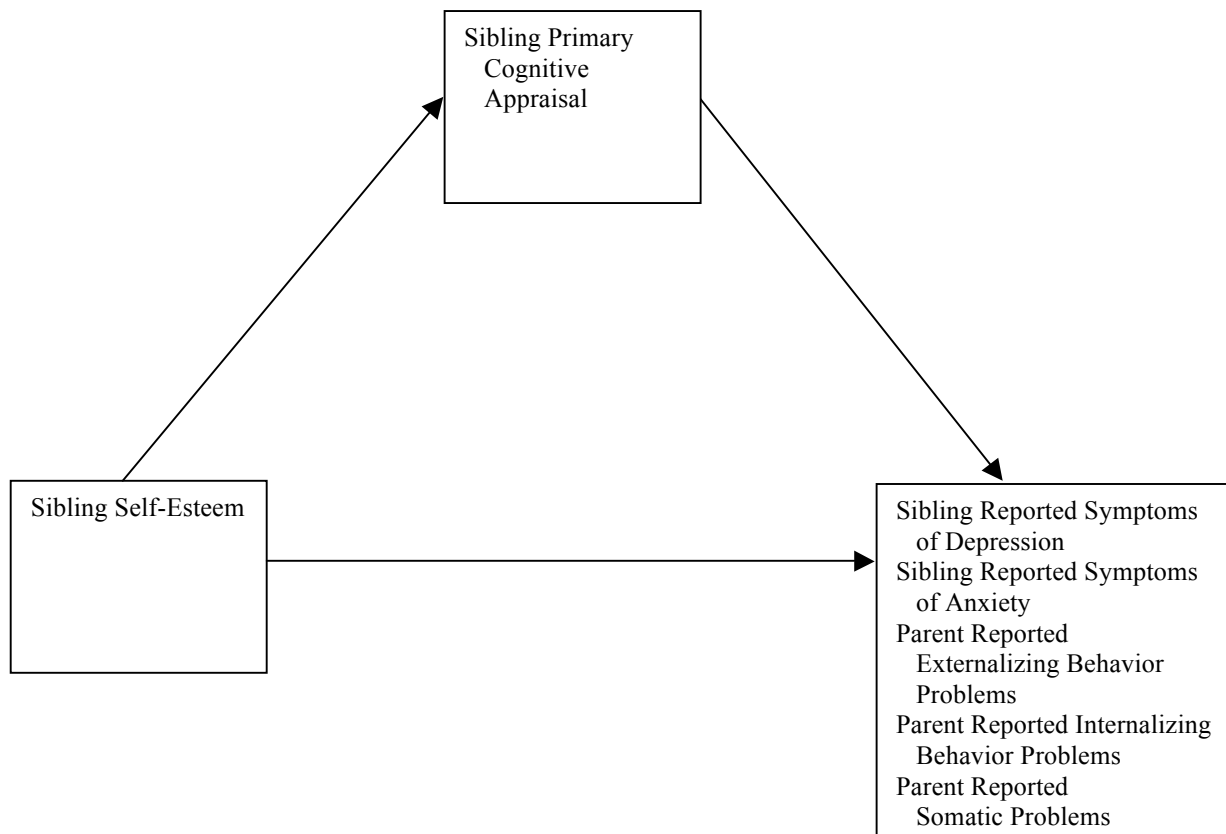 Sibling Primary
Cognitive
Appraisal
Sibling Self-Esteem
Sibling Reported Symptoms
of Depression
Sibling Reported Symptoms
of Anxiety
Parent Reported
Externalizing Behavior
Problems
Parent Reported Internalizing
Behavior Problems
Parent Reported
Somatic Problems